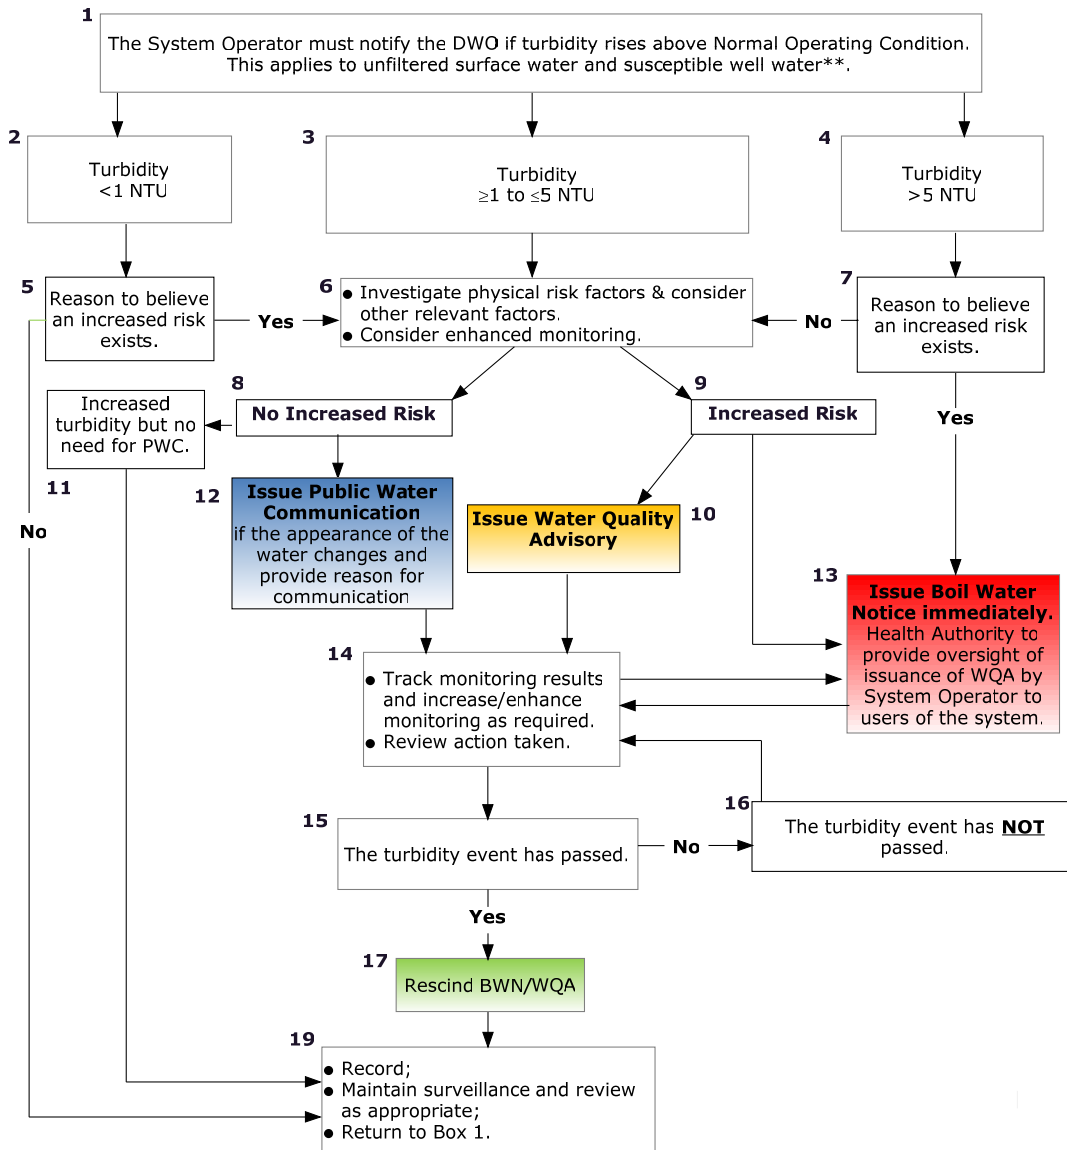 1
The System Operator must notify the DWO if turbidity rises above Normal Operating Condition.
This applies to unfiltered surface water and susceptible well water**.
2
Turbidity
<1 NTU
3
Turbidity
≥1 to ≤5 NTU
4
Turbidity
>5 NTU
5
Reason to believe
an increased risk
exists.
Yes
6
● Investigate physical risk factors & consider
other relevant factors.
● Consider enhanced monitoring.
No
7
Reason to believe
an increased risk
exists.
8
No Increased Risk
9
Increased Risk
Yes
Increased
turbidity but no
need for PWC.
11
No
12
Issue Public Water
Communication
if the appearance of the
water changes and
provide reason for
communication
10
Issue Water Quality
Advisory
13
Issue Boil Water
Notice immediately.
Health Authority to
provide oversight of
issuance of WQA by
System Operator to
users of the system.
14
● Track monitoring results
and increase/enhance
monitoring as required.
● Review action taken.
15
The turbidity event has passed.
No
16
The turbidity event has NOT
passed.
Yes
17
Rescind BWN/WQA
19
● Record;
● Maintain surveillance and review
as appropriate;
● Return to Box 1.